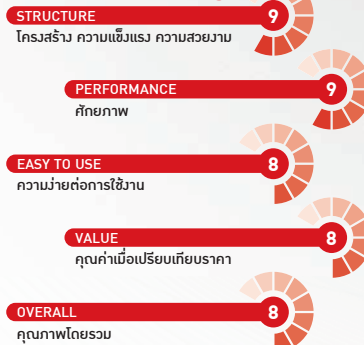 STRUCTURE 9
โครงสร้าง ความแข็งแรง ความสวยงาม
PERFORMANCE 9
ศักยภาพ
EASY TO USE 8
ความง่ายต่อการใช้งาน
VALUE 8
คุณค่าเมื่อเปรียบเทียบราคา
OVERALL 8
คุณภาพโดยรวม